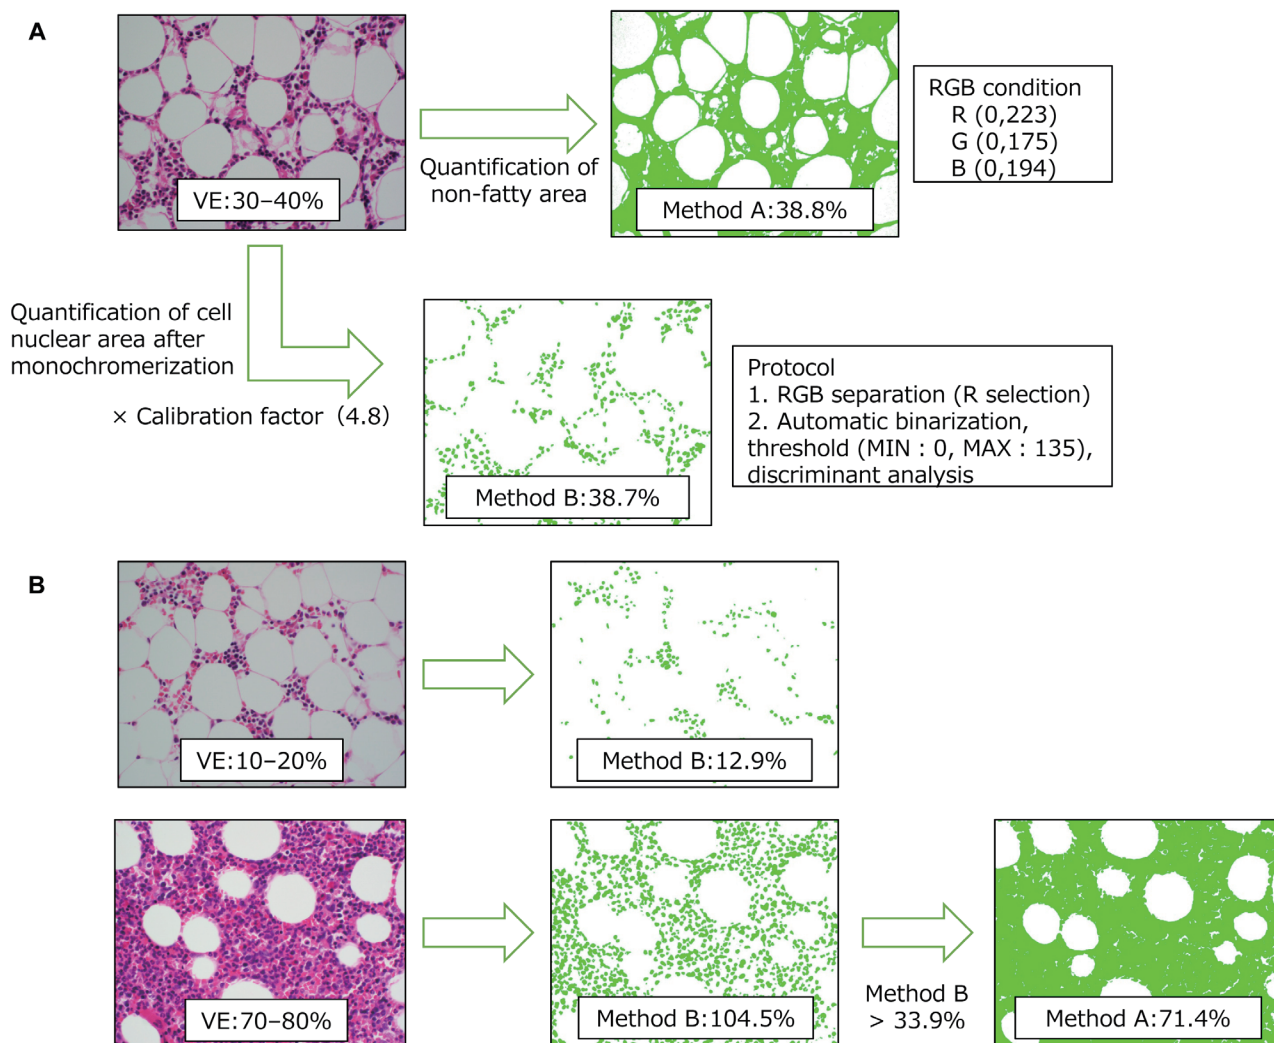 A
VE:30–40%
Quantification of
non-fatty area
Method A:38.8%
RGB condition
R (0,223)
G (0,175)
B (0,194)
Quantification of cell
nuclear area after
monochromerization
× Calibration factor (4.8)
Method B:38.7%
Protocol
1. RGB separation (R selection)
2. Automatic binarization,
threshold (MIN : 0, MAX : 135),
discriminant analysis
B
VE:10–20%
Method B:12.9%
VE:70–80%
Method B:104.5%
Method B
> 33.9%
Method A:71.4%